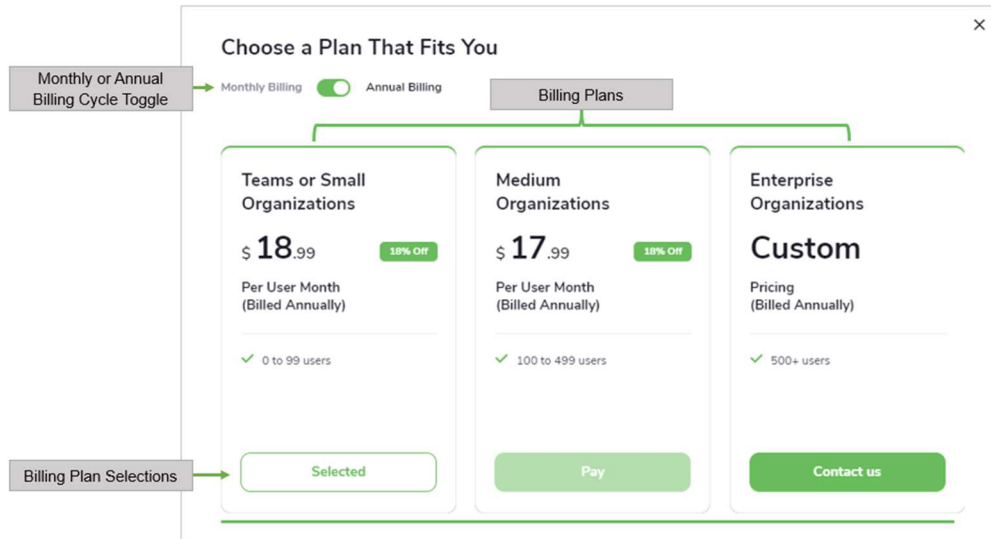 Choose a Plan That Fits You
Monthly or Annual
Billing Cycle Toggle
Monthly Billing
Annual Billing
Billing Plans
Teams or Small
Organizations
$ 18.99
18% Off
Per User Month
(Billed Annually)
0 to 99 users
Selected
Medium
Organizations
$ 17.99
18% Off
Per User Month
(Billed Annually)
100 to 499 users
Pay
Enterprise
Organizations
Custom
Pricing
(Billed Annually)
500+ users
Contact us
Billing Plan Selections